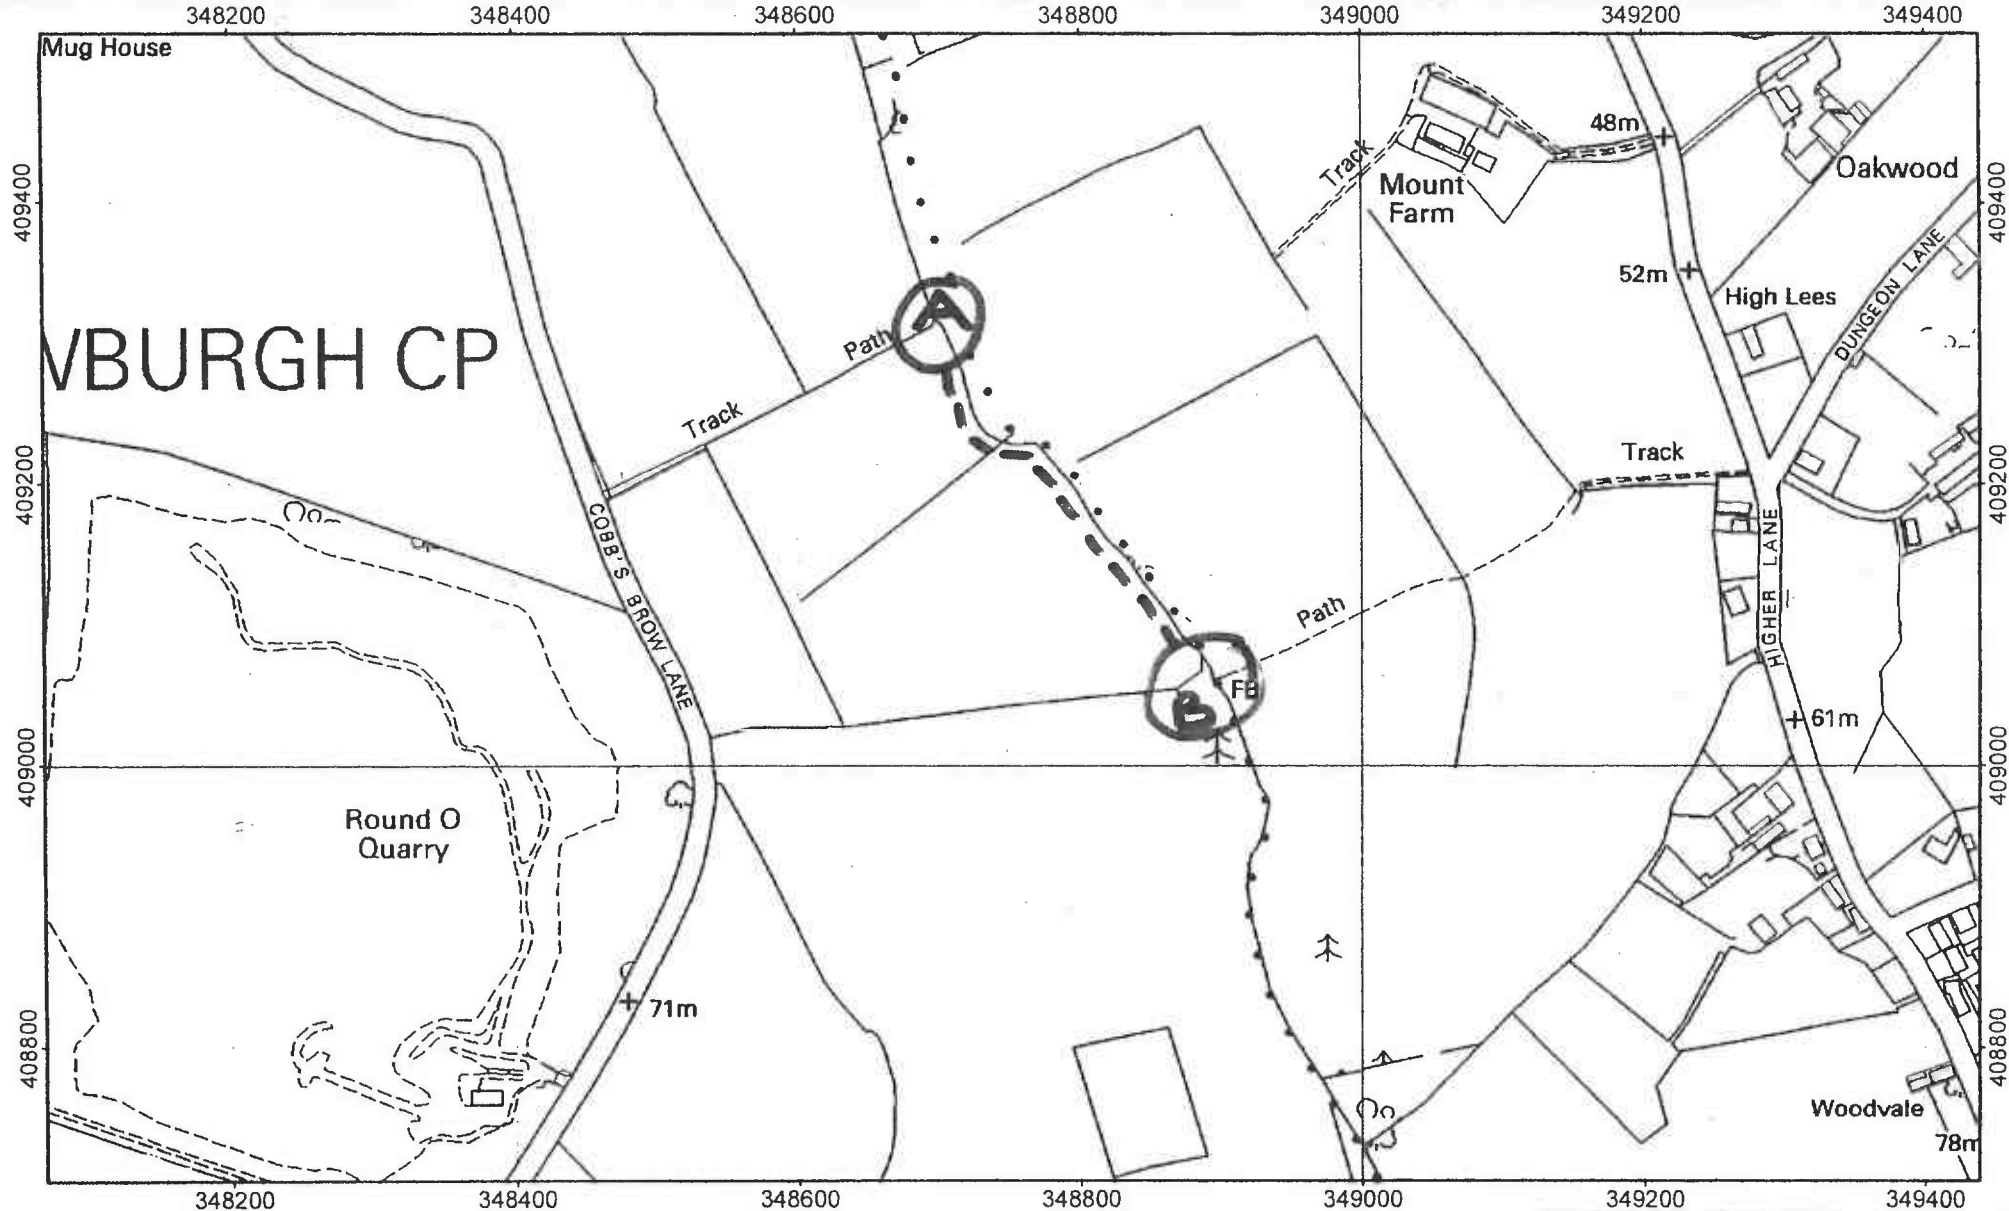 348200 348400 348600 348800 349000 349200 349400
Mug House
48m
Track
Oakwood
409400
Mount
Farm
409400
52m
High Lees
DUNGEON LANE
A
Path
VBURGH CP
Track
Track
409200
409200
COBB'S BROW LANE
HIGHER LANE
Path
FB
B
61m
409000
409000
Round O
Quarry
71m
408800
408800
Woodvale
78m
348200 348400 348600 348800 349000 349200 349400